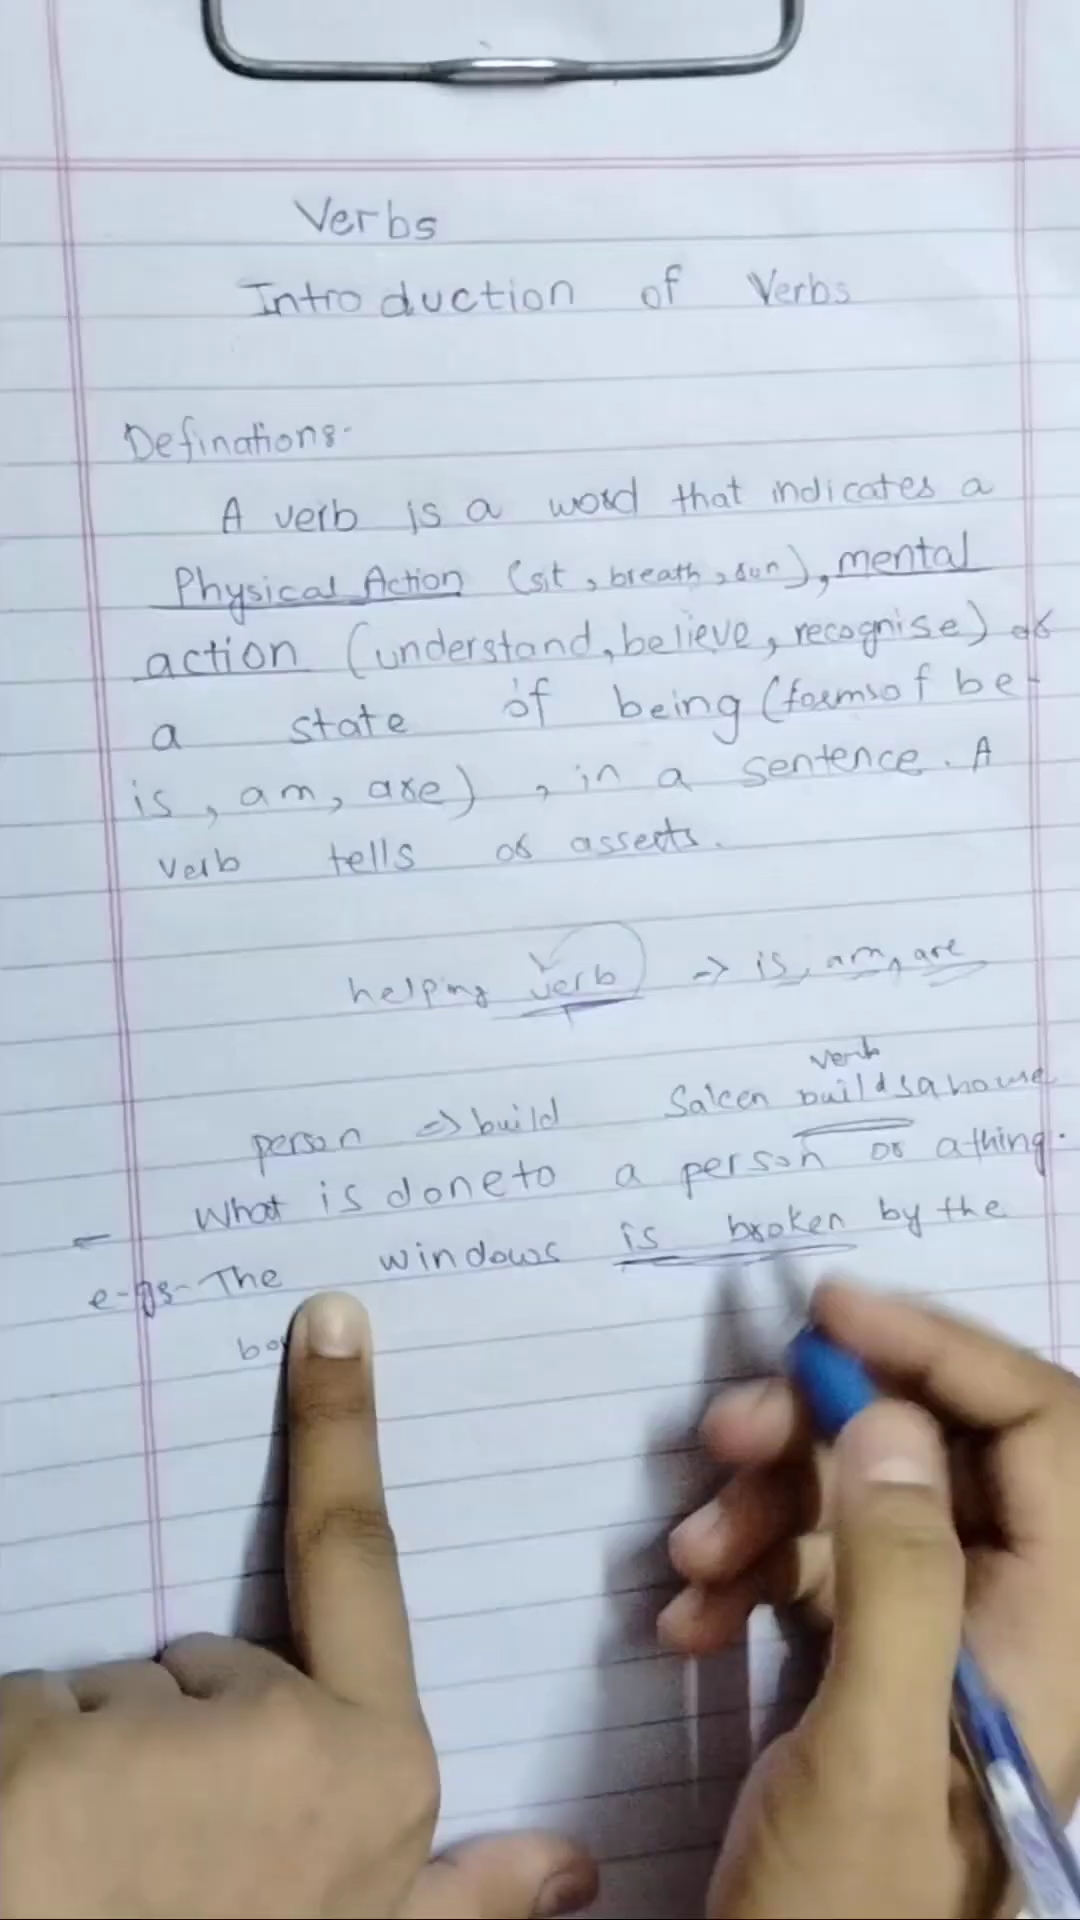 Verbs
Introduction of Verbs
Definations:-
A verb is a word that indicates a
Physical Action (sit, breath, run), mental
action (understand, believe, recognise) or
a state of being (forms of be-
is, am, are) , in a sentence. A
verb tells or asserts.
helping verb -> is, am, are
verb
person => build Saleen builds a house
What is done to a person or a thing.
e-gs- The windows is broken by the